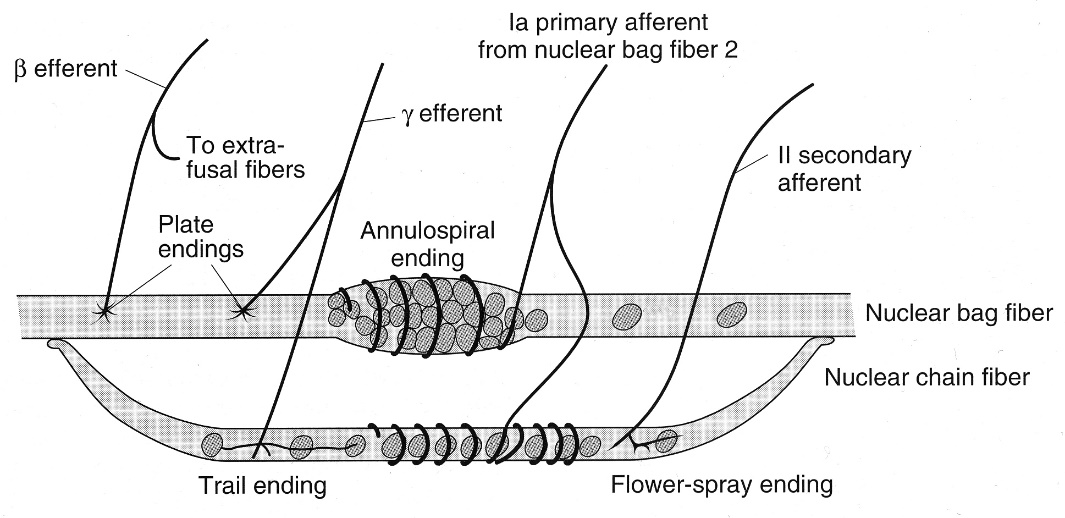 Ia primary afferent
from nuclear bag fiber 2
β efferent
γ efferent
To extra-
fusal fibers
II secondary
afferent
Plate
endings
Annulospiral
ending
Nuclear bag fiber
Nuclear chain fiber
Trail ending
Flower-spray ending